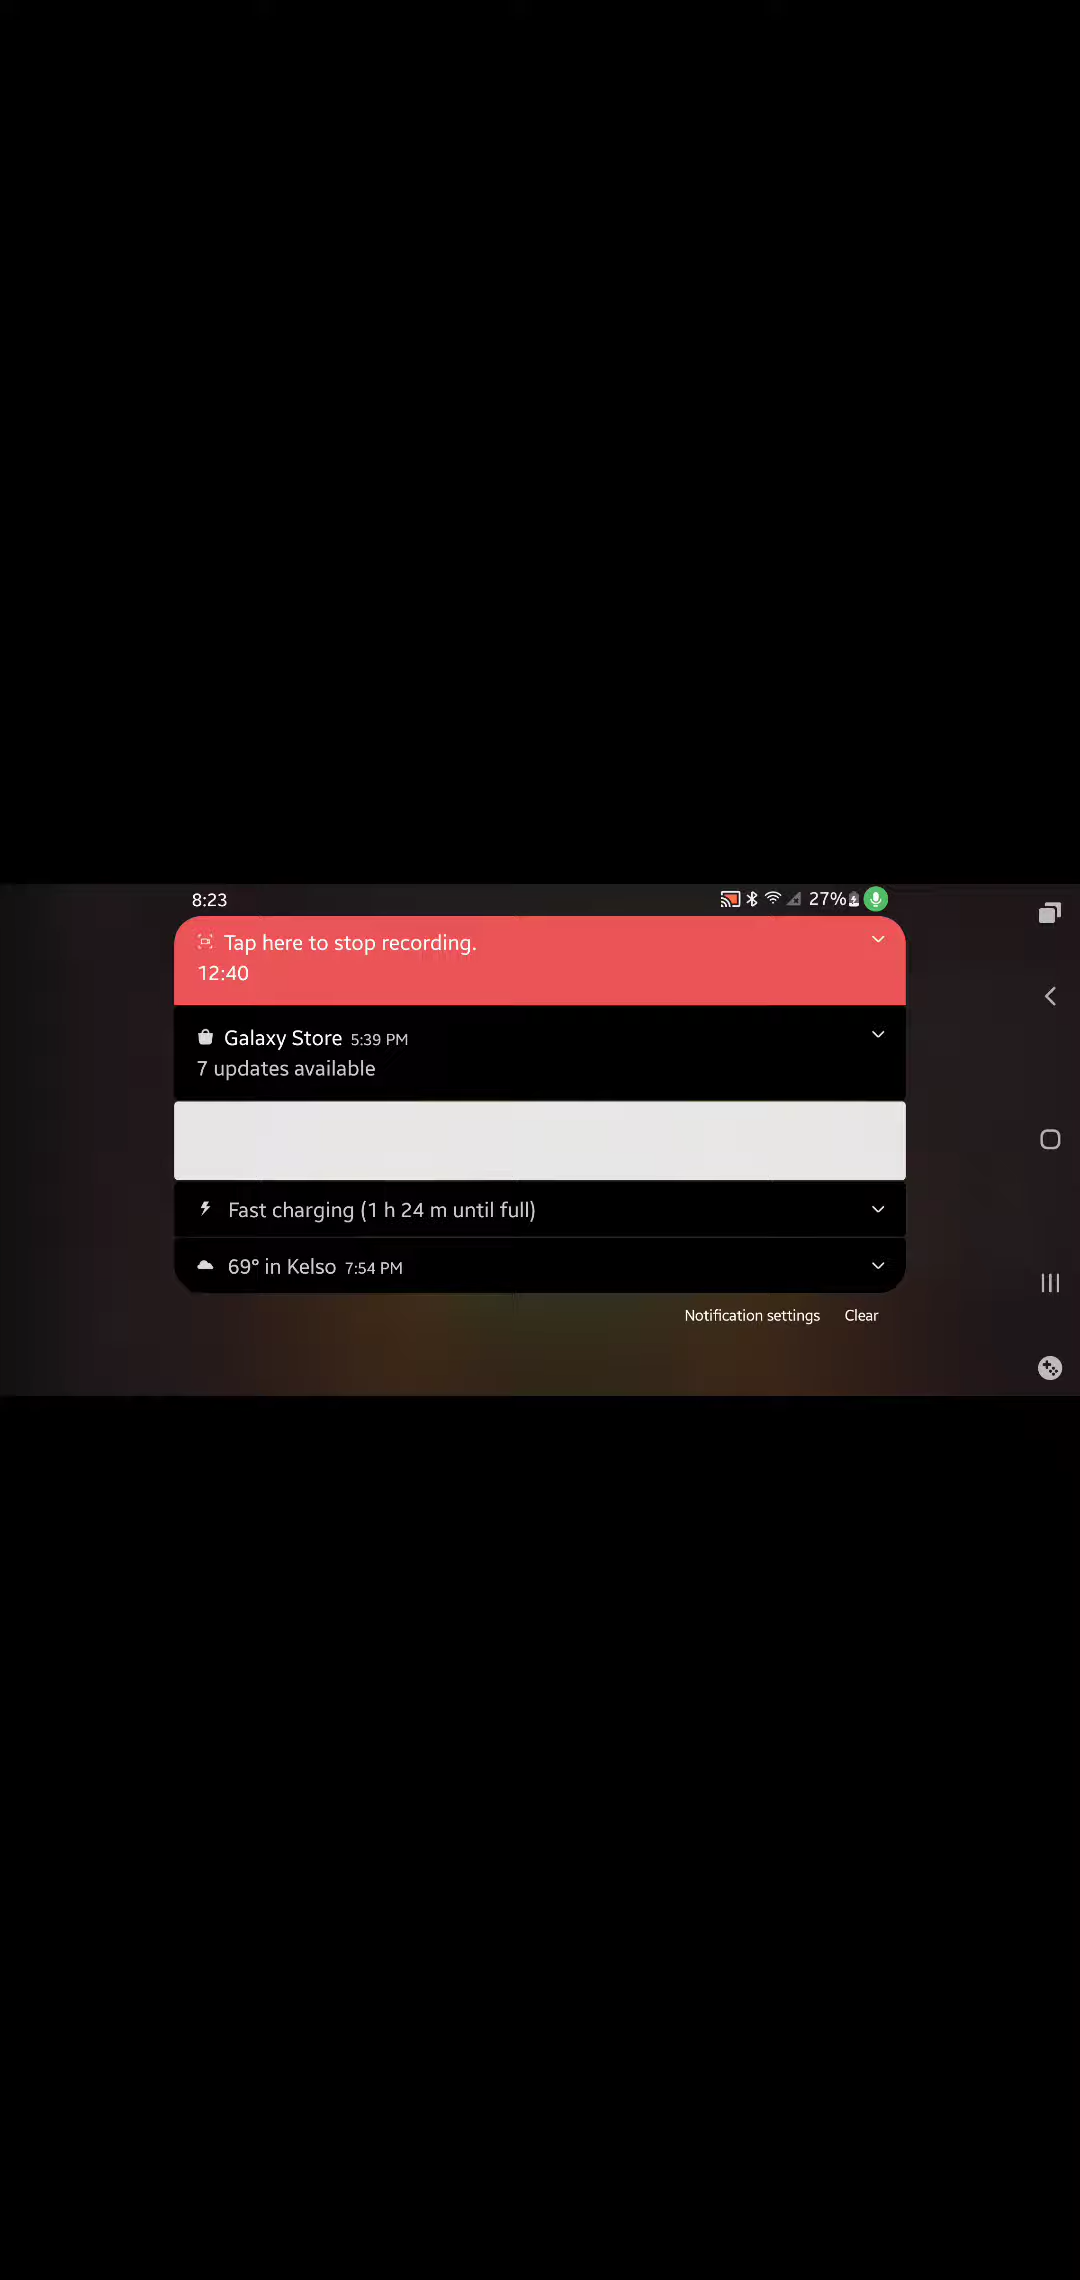 8:23
27%
Tap here to stop recording.
12:40
Galaxy Store 5:39 PM
7 updates available
Fast charging (1 h 24 m until full)
69° in Kelso 7:54 PM
Notification settings Clear